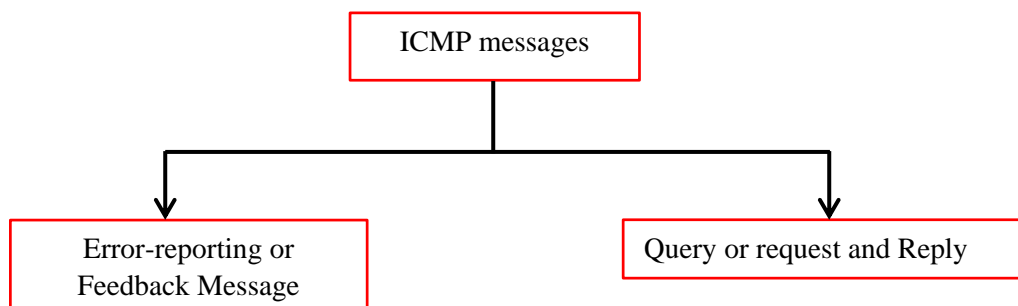 ICMP messages
Error-reporting or
Feedback Message
Query or request and Reply